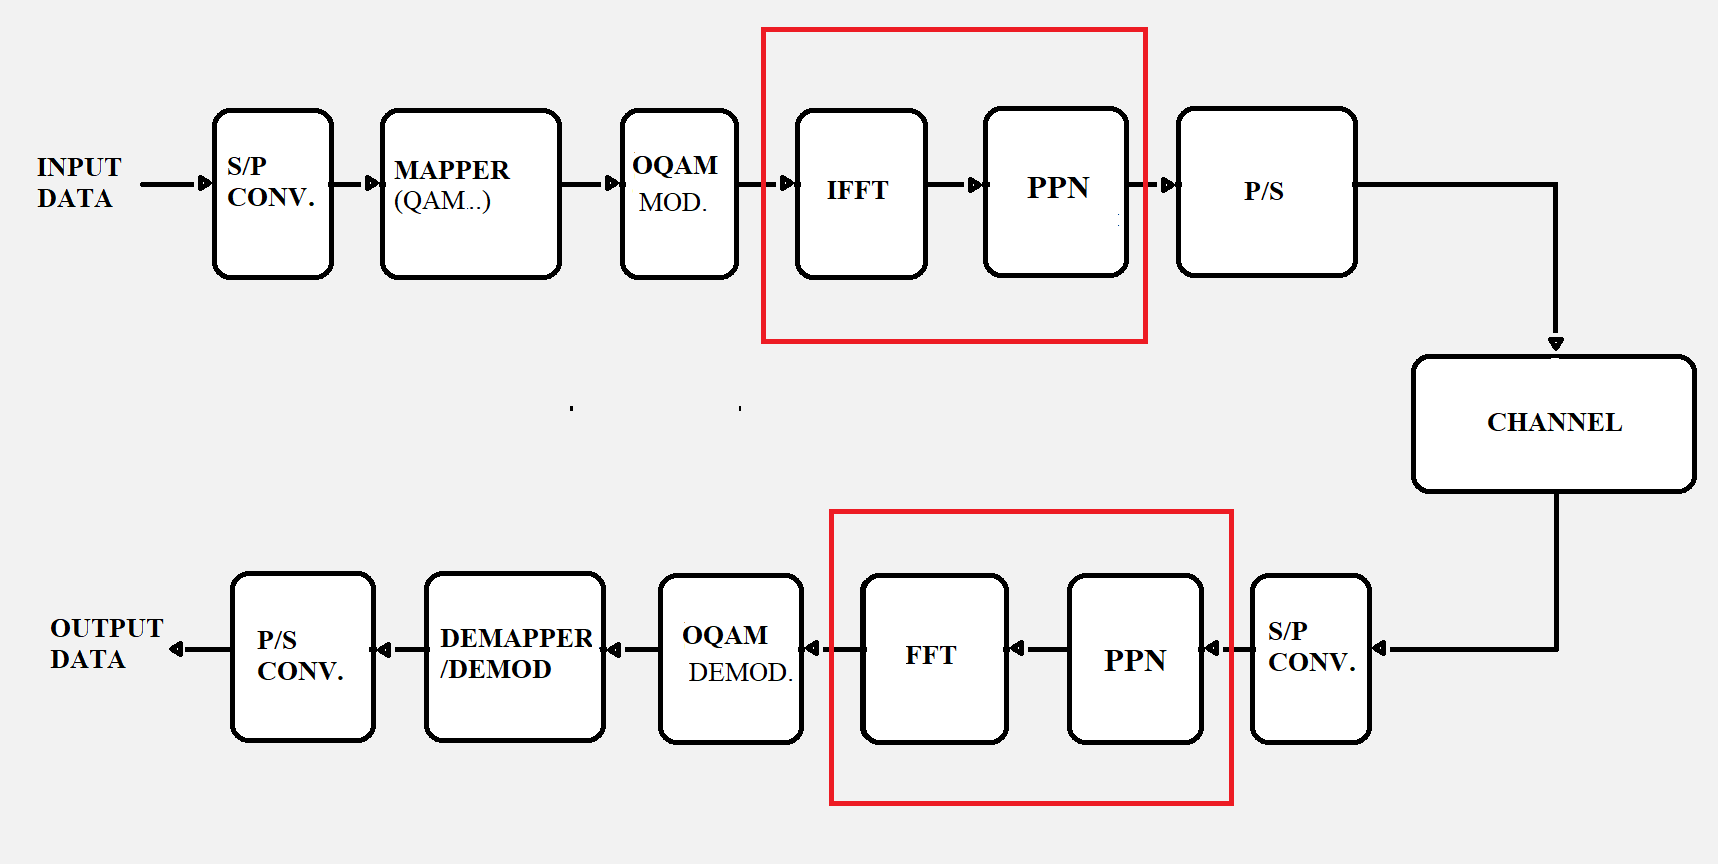 INPUT
DATA
S/P
CONV.
MAPPER
(QAM...)
OQAM
MOD.
IFFT
PPN
P/S
CHANNEL
OUTPUT
DATA
P/S
CONV.
DEMAPPER
/DEMOD
OQAM
DEMOD.
FFT
PPN
S/P
CONV.